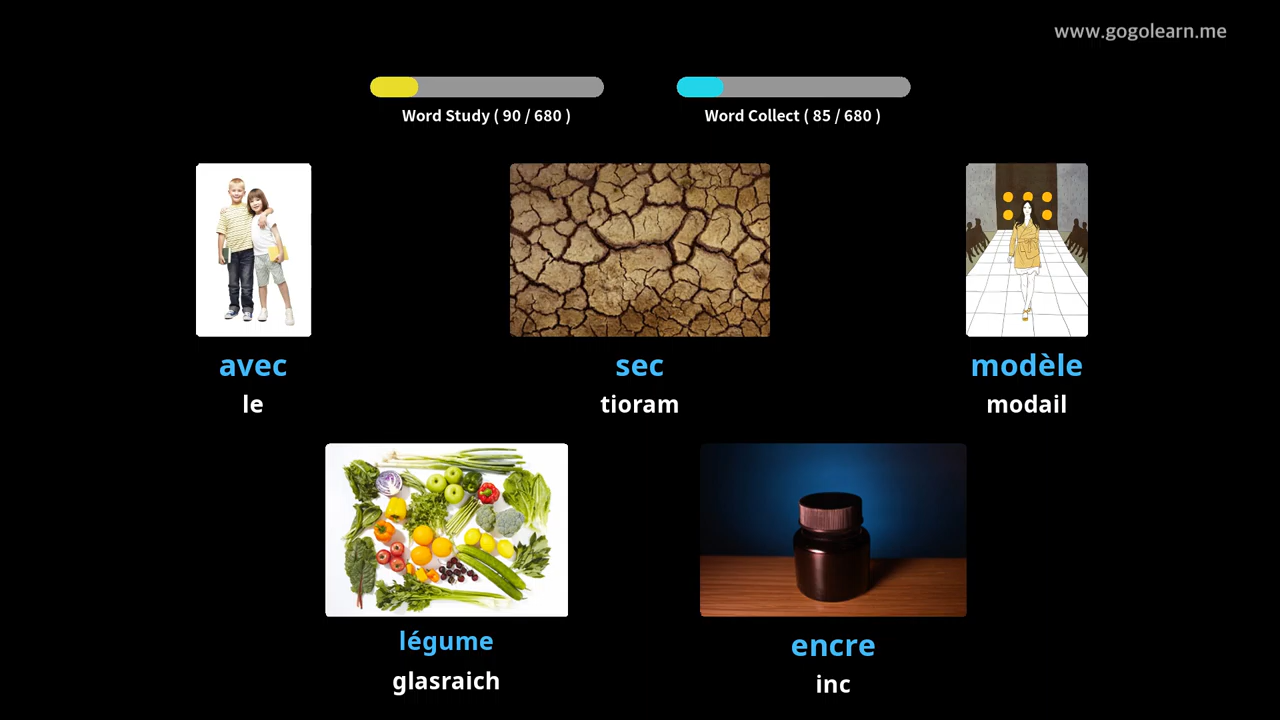 www.gogolearn.me
Word Study ( 90 / 680 )
Word Collect ( 85 / 680 )
avec
le
sec
tioram
modèle
modail
légume
glasraich
encre
inc